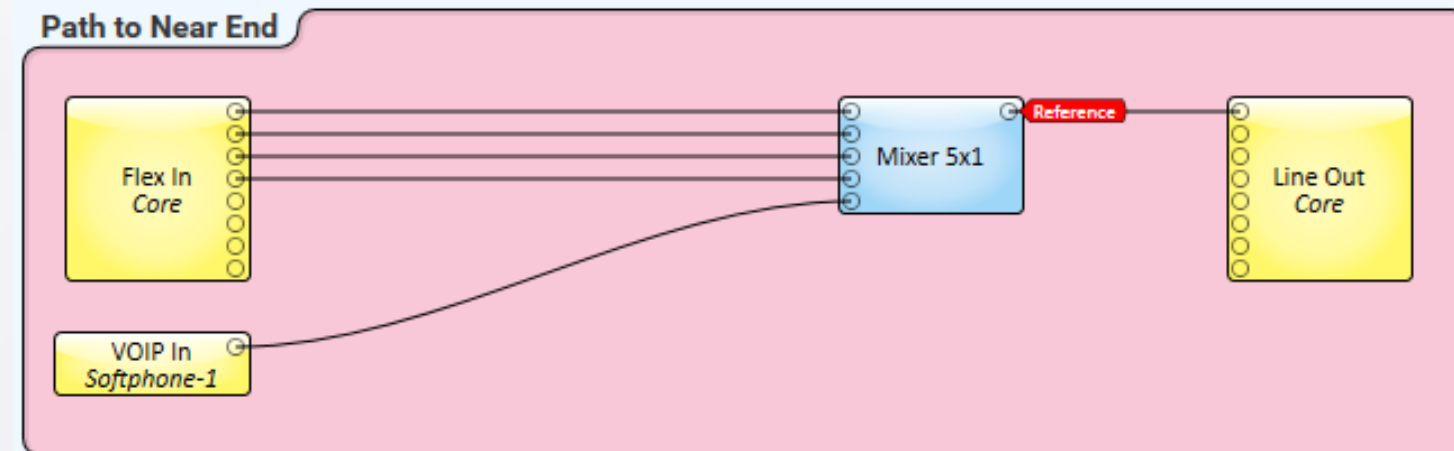 Path to Near End
Flex In
Core
Mixer 5x1
Reference
Line Out
Core
VOIP In
Softphone-1